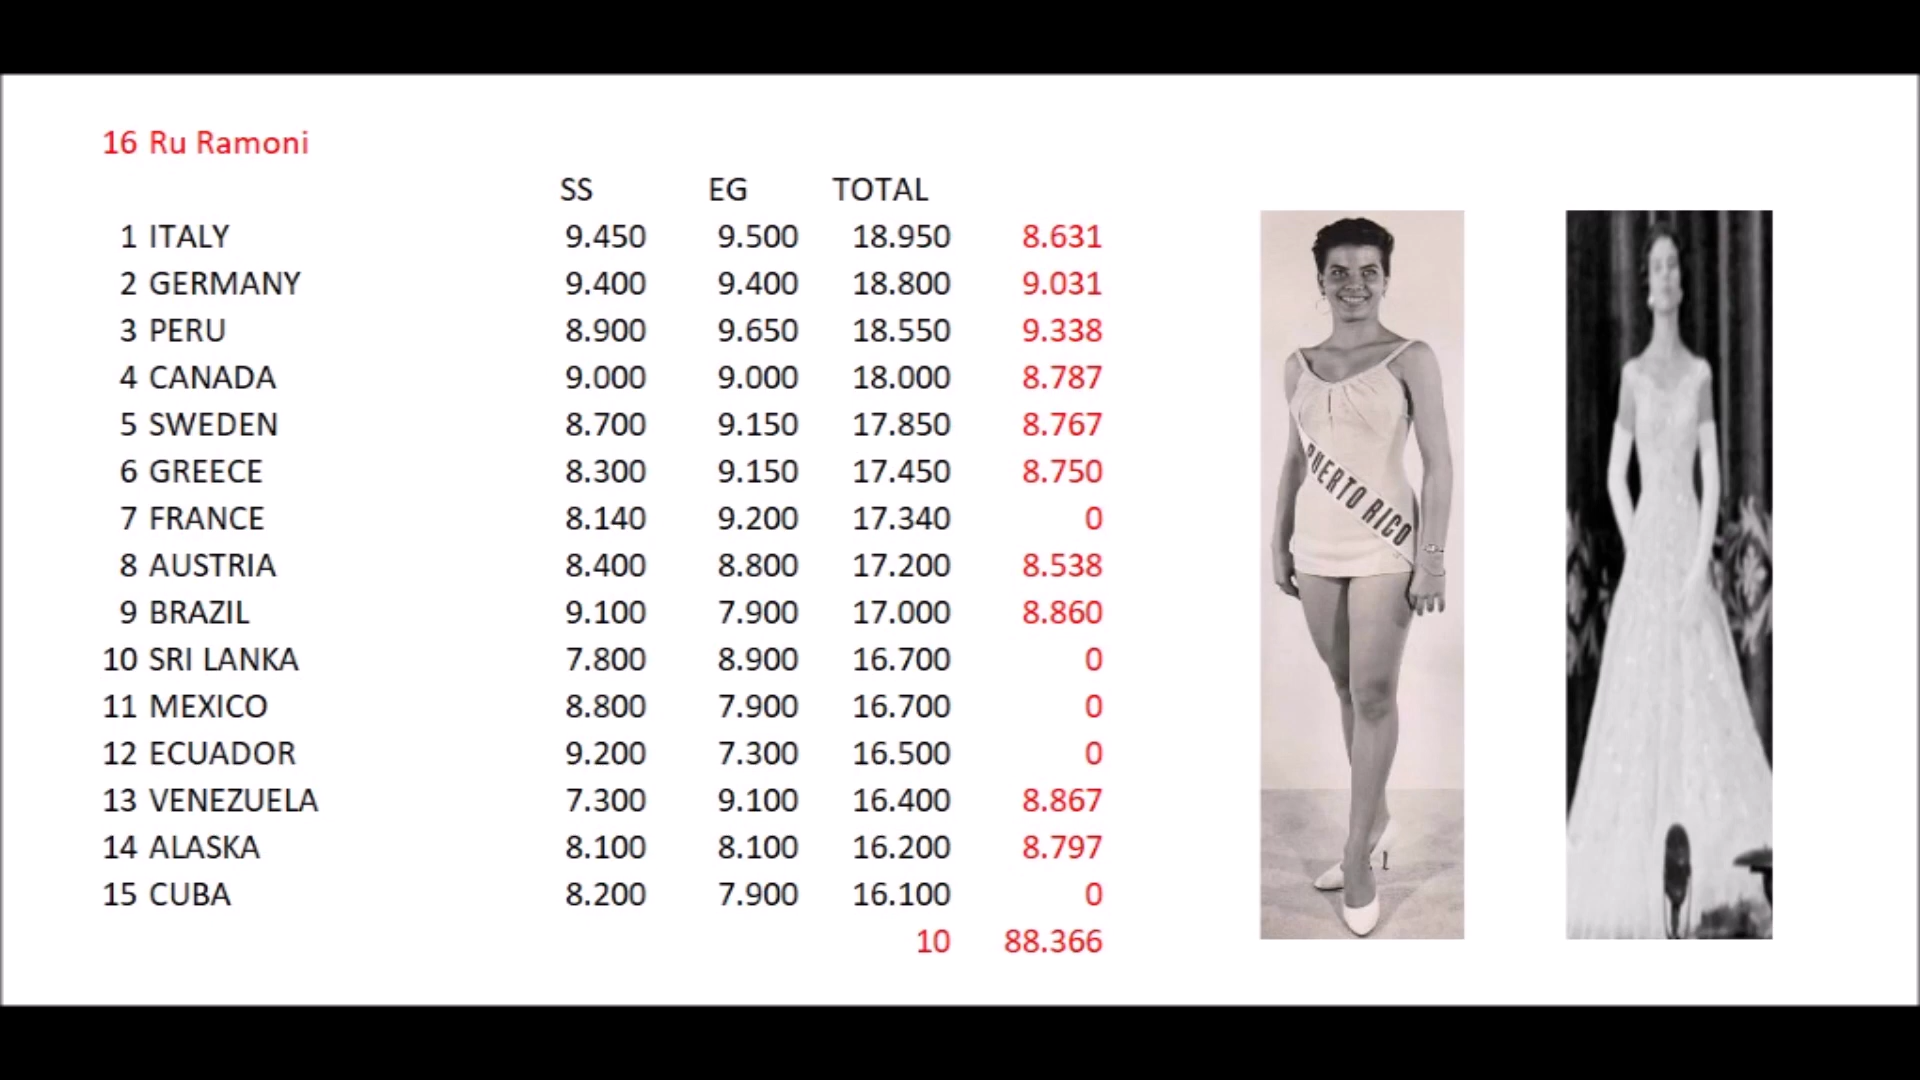 16 Ru Ramoni
SS EG TOTAL
1 ITALY 9.450 9.500 18.950 8.631
2 GERMANY 9.400 9.400 18.800 9.031
3 PERU 8.900 9.650 18.550 9.338
4 CANADA 9.000 9.000 18.000 8.787
5 SWEDEN 8.700 9.150 17.850 8.767
6 GREECE 8.300 9.150 17.450 8.750
7 FRANCE 8.140 9.200 17.340 0
8 AUSTRIA 8.400 8.800 17.200 8.538
9 BRAZIL 9.100 7.900 17.000 8.860
10 SRI LANKA 7.800 8.900 16.700 0
11 MEXICO 8.800 7.900 16.700 0
12 ECUADOR 9.200 7.300 16.500 0
13 VENEZUELA 7.300 9.100 16.400 8.867
14 ALASKA 8.100 8.100 16.200 8.797
15 CUBA 8.200 7.900 16.100 0
10 88.366
PUERTO RICO